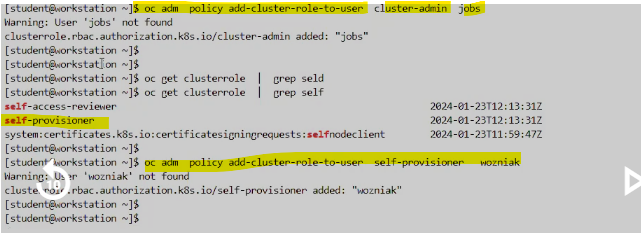 [student@workstation ~]$ oc adm policy add-cluster-role-to-user cluster-admin jobs
Warning: User 'jobs' not found
clusterrole.rbac.authorization.k8s.io/cluster-admin added: "jobs"
[student@workstation ~]$
[student@workstation ~]$
[student@workstation ~]$ oc get clusterrole | grep seld
[student@workstation ~]$ oc get clusterrole | grep self
self-access-reviewer 2024-01-23T12:13:31Z
self-provisioner 2024-01-23T12:13:31Z
system:certificates.k8s.io:certificatesigningrequests:selfnodeclient 2024-01-23T11:59:47Z
[student@workstation ~]$
[student@workstation ~]$ oc adm policy add-cluster-role-to-user self-provisioner wozniak
Warning: User 'wozniak' not found
clusterrole.rbac.authorization.k8s.io/self-provisioner added: "wozniak"
[student@workstation ~]$
[student@workstation ~]$